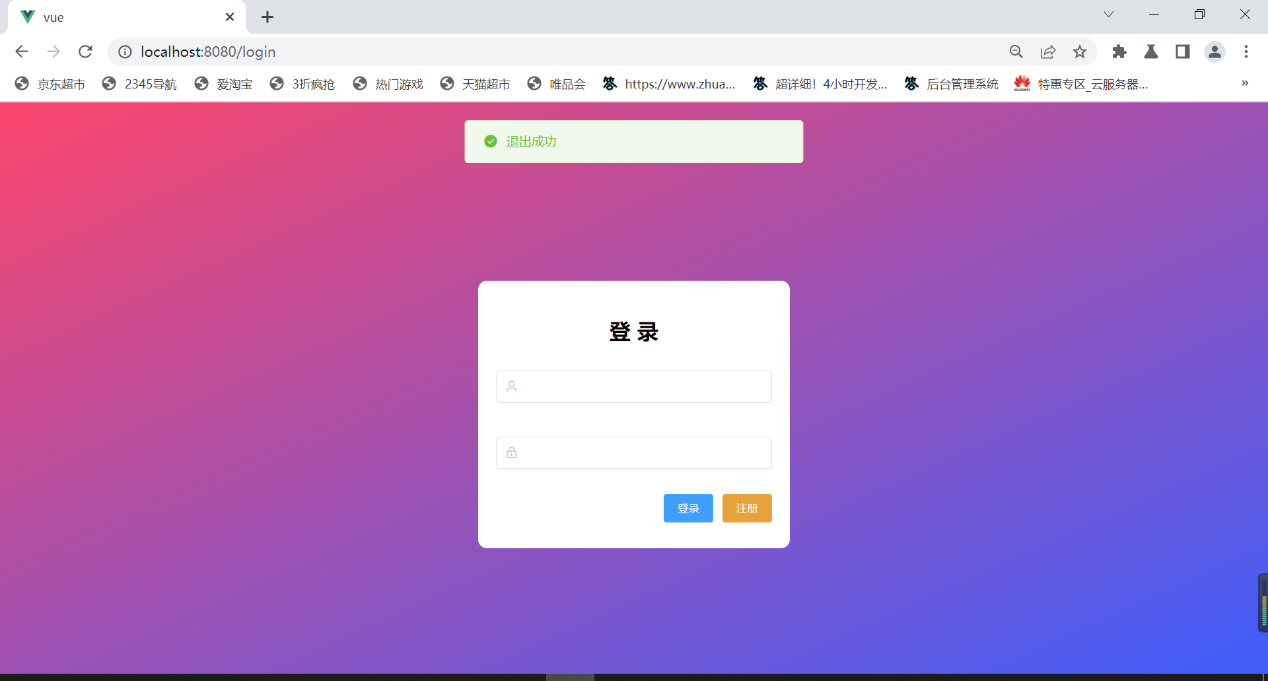 vue
localhost:8080/login
京东超市 2345导航 爱淘宝 3折疯抢 热门游戏 天猫超市 唯品会 https://www.zhua... 超详细！4小时开发... 后台管理系统 特惠专区_云服务器... »
退出成功
登 录
登录 注册